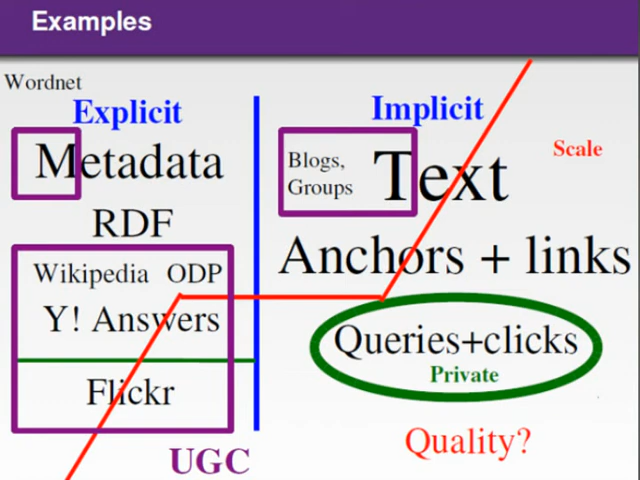 Examples
Wordnet
Explicit
Metadata
RDF
Wikipedia ODP
Y! Answers
Flickr
UGC
Implicit
Scale
Blogs,
Groups
Text
Anchors + links
Queries+clicks
Private
Quality?